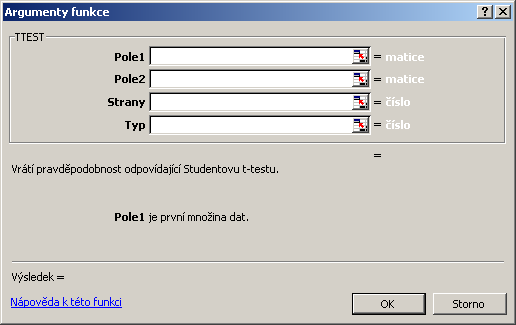 Argumenty funkce
TTEST
Pole1 = matice
Pole2 = matice
Strany = číslo
Typ = číslo
=
Vrátí pravděpodobnost odpovídající Studentovu t-testu.
Pole1 je první množina dat.
Výsledek =
Nápověda k této funkci
OK
Storno